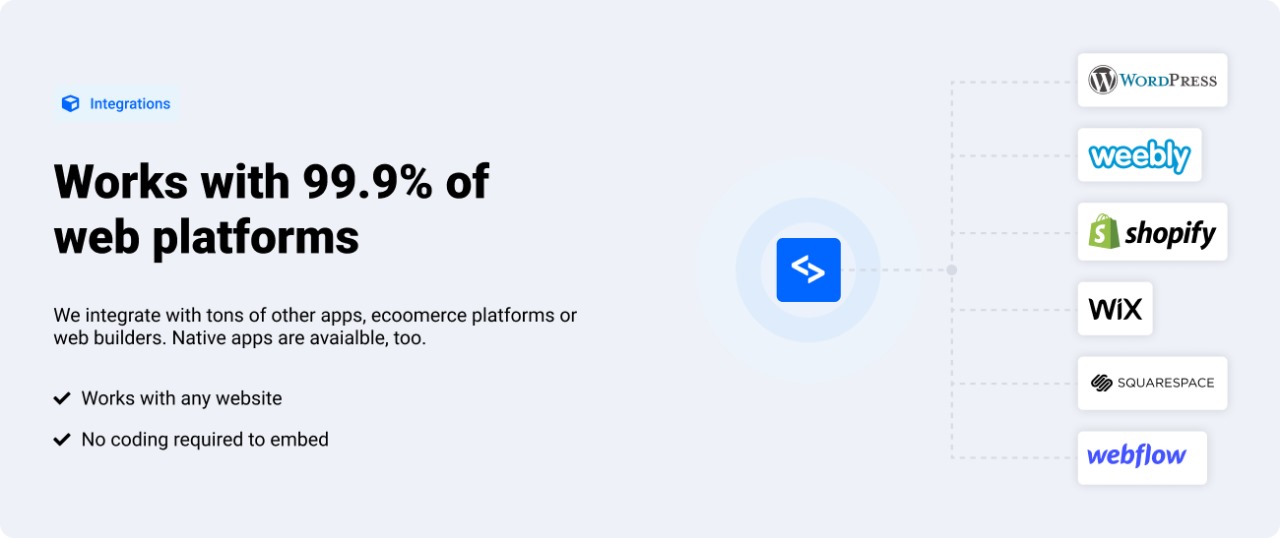 Integrations
Works with 99.9% of
web platforms
We integrate with tons of other apps, ecoomerce platforms or
web builders. Native apps are avaialble, too.
Works with any website
No coding required to embed
WORDPRESS
weebly
shopify
WiX
SQUARESPACE
webflow